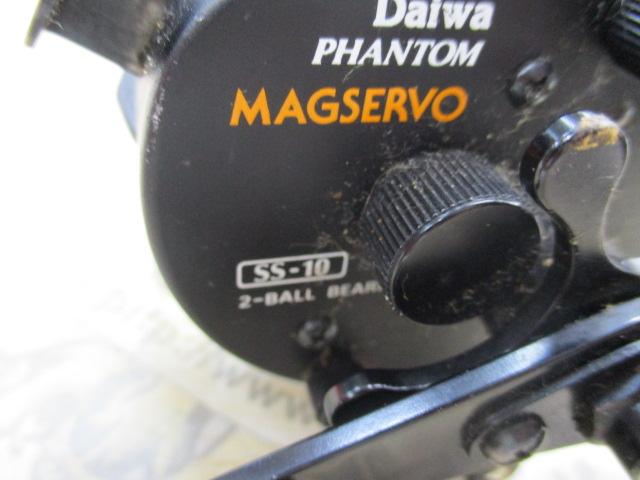 Daiwa
PHANTOM
MAGSERVO
SS-10
2-BALL BEAR